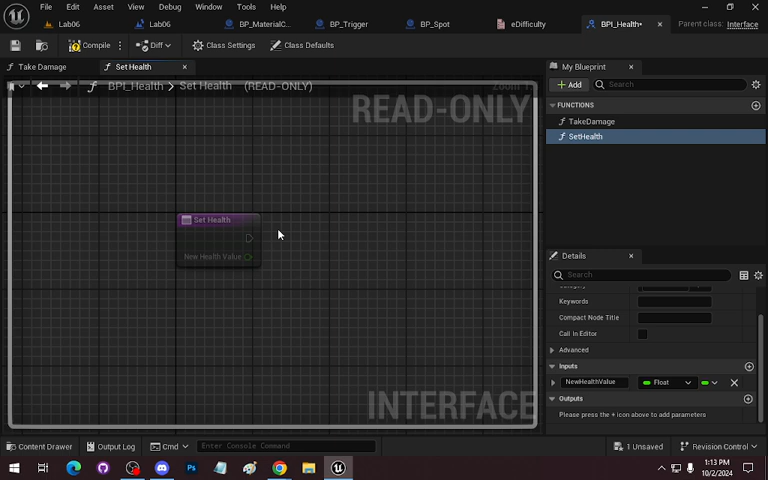 File Edit Asset View Debug Window Tools Help
Lab06 Lab06 BP_MaterialC... BP_Trigger BP_Spot eDifficulty BPI_Health• Parent class: Interface
Compile Diff Class Settings Class Defaults
Take Damage Set Health My Blueprint
BPI_Health > Set Health (READ-ONLY)
+ Add Search
READ-ONLY
FUNCTIONS
f TakeDamage
f SetHealth
Set Health
New Health Value
Details
Search
Keywords
Compact Node Title
Call In Editor
Advanced
Inputs
NewHealthValue Float
Outputs
Please press the + icon above to add parameters
INTERFACE
Content Drawer Output Log Cmd Enter Console Command 1 Unsaved Revision Control
1:13 PM
10/2/2024